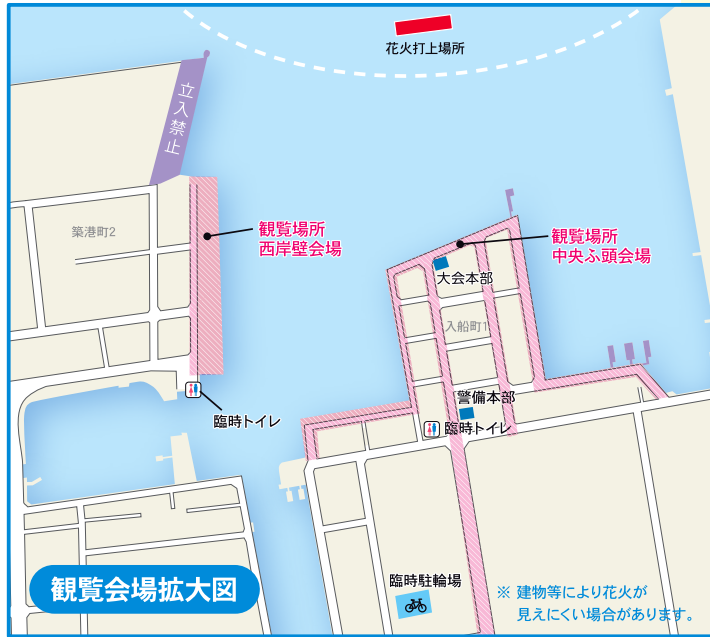 花火打上場所
立入禁止
築港町2
観覧場所
西岸壁会場
観覧場所
中央ふ頭会場
大会本部
入船町1
警備本部
臨時トイレ
臨時トイレ
臨時駐輪場
観覧会場拡大図
※ 建物等により花火が
見えにくい場合があります。